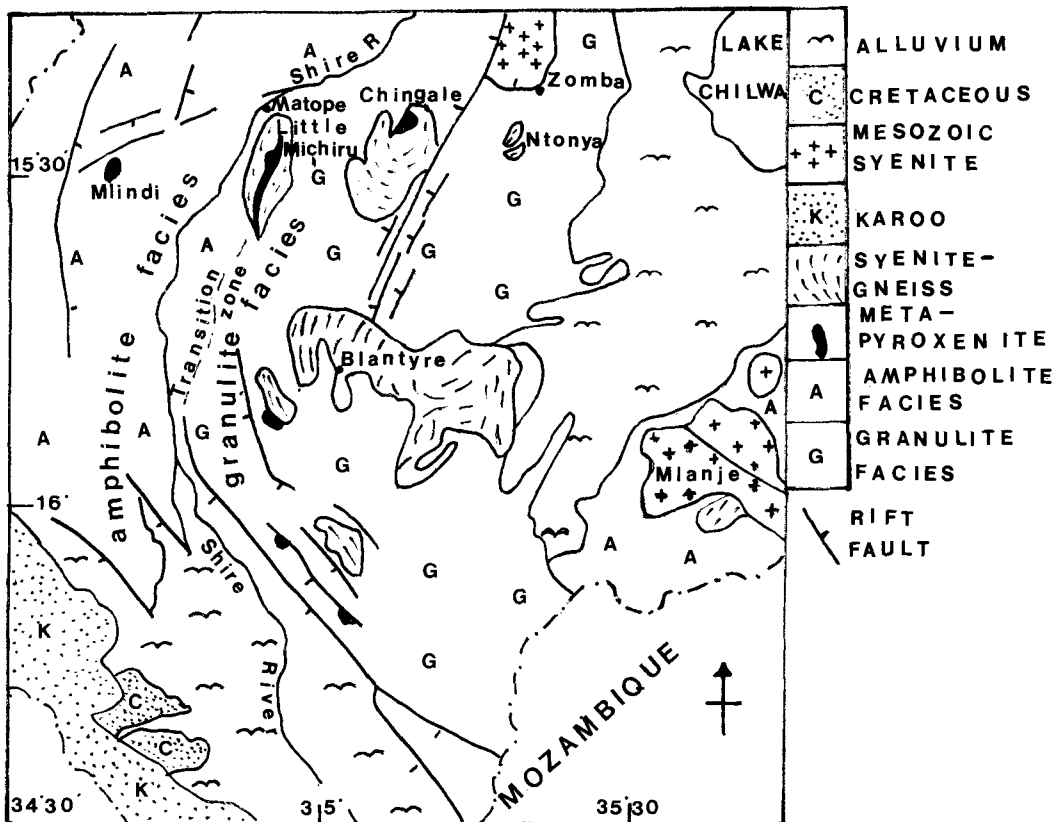 A
A
Shire R
G
LAKE
CHILWA
Zomba
Matope
Chingale
Little
Michiru
Ntonya
15°30'
Mlindi
G
G
A
A
G
G
G
amphibolite facies
Transition zone
granulite facies
Blantyre
A
A
G
G
A
Mlanje
16°
Shire
River
A
A
G
G
G
K
C
C
K
MOZAMBIQUE
34°30'
35°
35°30'
ALLUVIUM
C
CRETACEOUS
MESOZOIC
SYENITE
K
KAROO
SYENITE-
GNEISS
META-
PYROXENITE
A
AMPHIBOLITE
FACIES
G
GRANULITE
FACIES
RIFT
FAULT